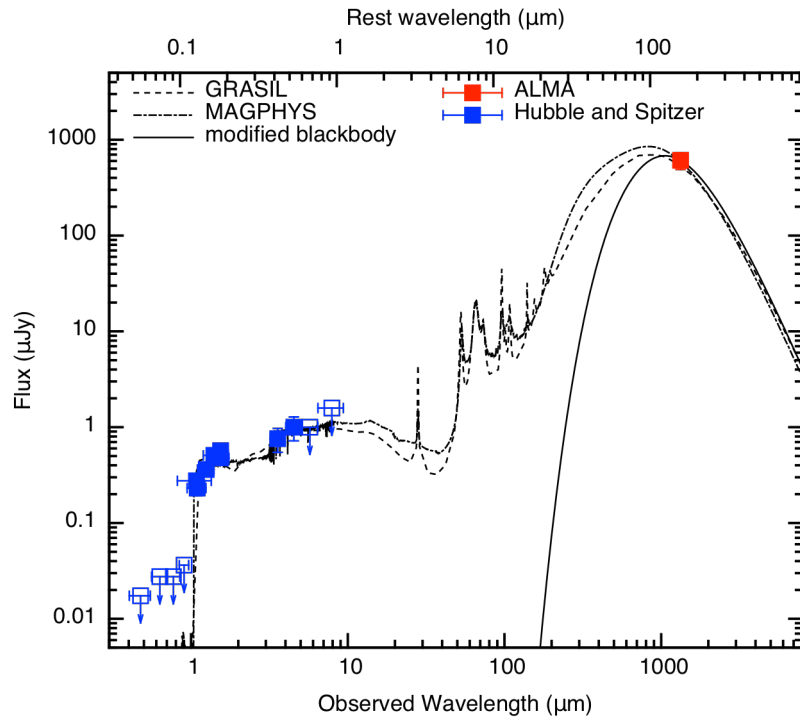 Rest wavelength (μm)
0.1 1 10 100
GRASIL
MAGPHYS
modified blackbody
ALMA
Hubble and Spitzer
1000
100
10
1
0.1
0.01
Flux (μJy)
1 10 100 1000
Observed Wavelength (μm)